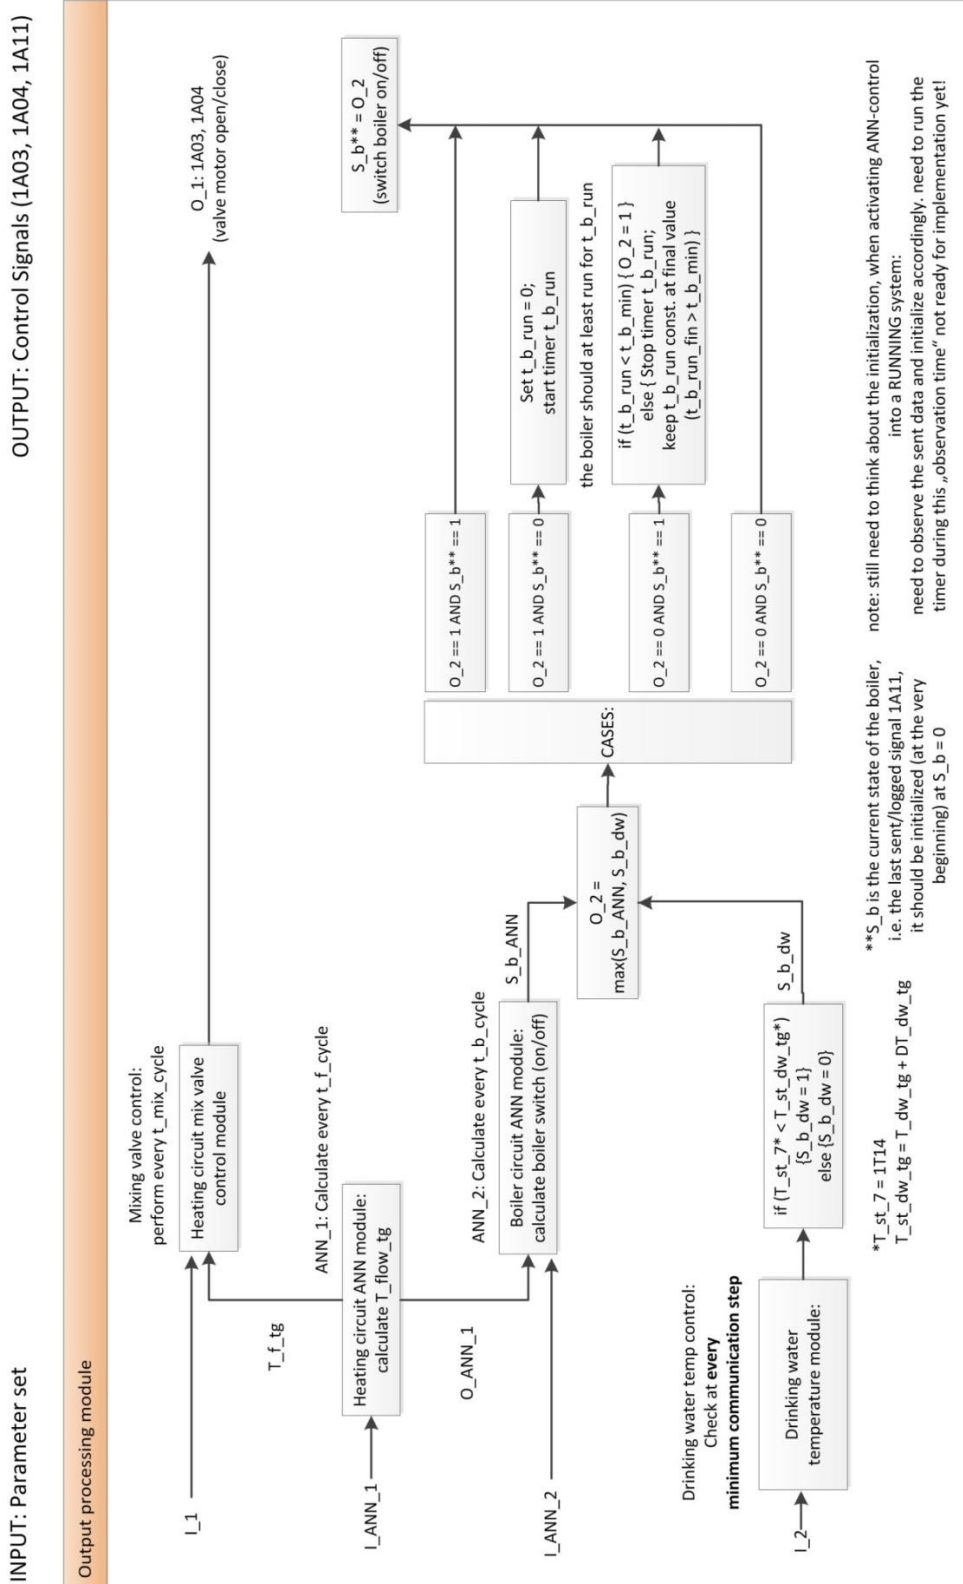 INPUT: Parameter set
OUTPUT: Control Signals (1A03, 1A04, 1A11)
Output processing module
I_1
Mixing valve control:
perform every t_mix_cycle
Heating circuit mix valve
control module
O_1: 1A03, 1A04
(valve motor open/close)
T_f_tg
I_ANN_1
ANN_1: Calculate every t_f_cycle
Heating circuit ANN module:
calculate T_flow_tg
O_ANN_1
I_ANN_2
ANN_2: Calculate every t_b_cycle
Boiler circuit ANN module:
calculate boiler switch (on/off)
S_b_ANN
O_2 =
max(S_b_ANN, S_b_dw)
S_b_dw
I_2
Drinking water temp control:
Check at every
minimum communication step
Drinking water
temperature module:
if (T_st_7* < T_st_dw_tg*)
{S_b_dw = 1}
else {S_b_dw = 0}
*T_st_7 = 1T14
T_st_dw_tg = T_dw_tg + DT_dw_tg
CASES:
O_2 == 1 AND S_b** == 1
O_2 == 1 AND S_b** == 0
Set t_b_run = 0;
start timer t_b_run
the boiler should at least run for t_b_run
O_2 == 0 AND S_b** == 1
if (t_b_run < t_b_min) { O_2 = 1 }
else { Stop timer t_b_run;
keep t_b_run const. at final value
(t_b_run_fin > t_b_min) }
O_2 == 0 AND S_b** == 0
S_b** = O_2
(switch boiler on/off)
**S_b is the current state of the boiler,
i.e. the last sent/logged signal 1A11,
it should be initialized (at the very
beginning) at S_b = 0
note: still need to think about the initialization, when activating ANN-control
into a RUNNING system:
need to observe the sent data and initialize accordingly. need to run the
timer during this „observation time“ not ready for implementation yet!